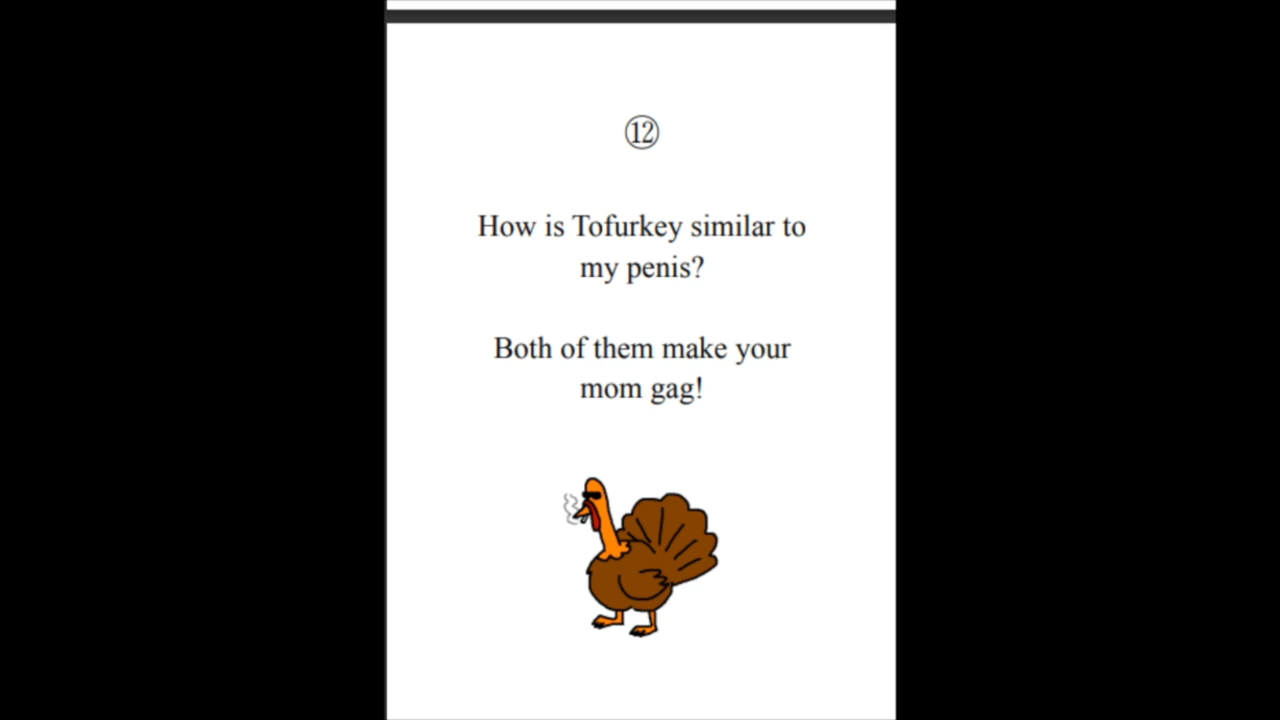 ⑫
How is Tofurkey similar to
my penis?
Both of them make your
mom gag!